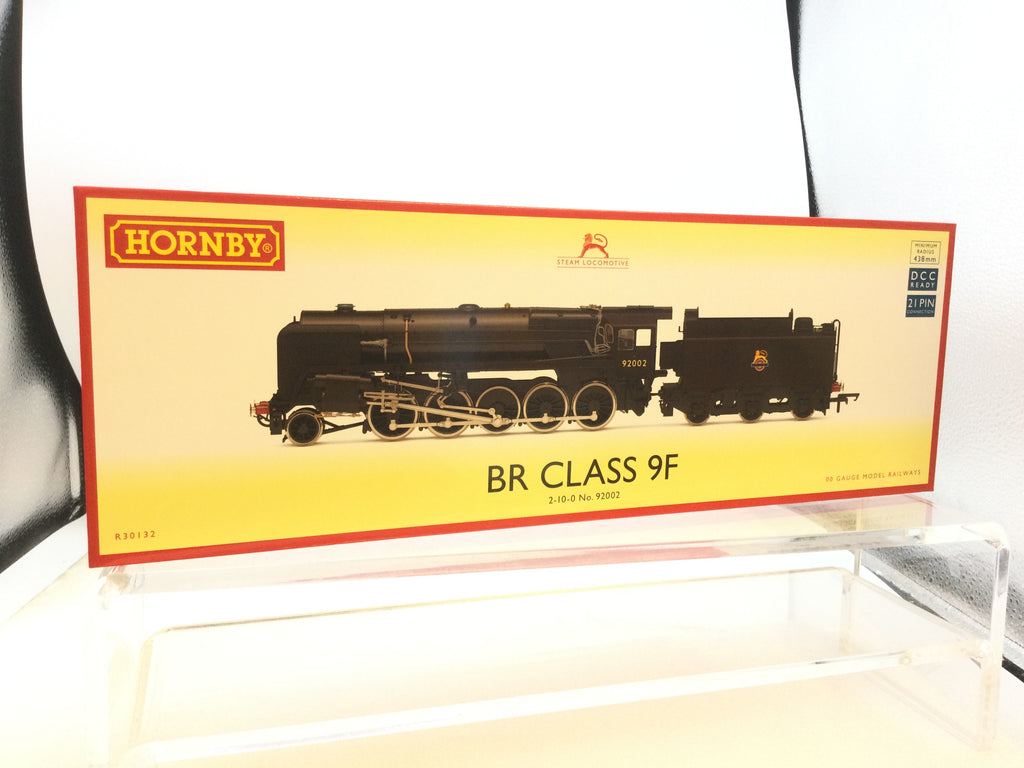 HORNBY®
STEAM LOCOMOTIVE
MINIMUM
RADIUS
438mm
DCC
READY
21 PIN
CONNECTION
92002
BR CLASS 9F
2-10-0 No. 92002
R30132
00 GAUGE MODEL RAILWAYS